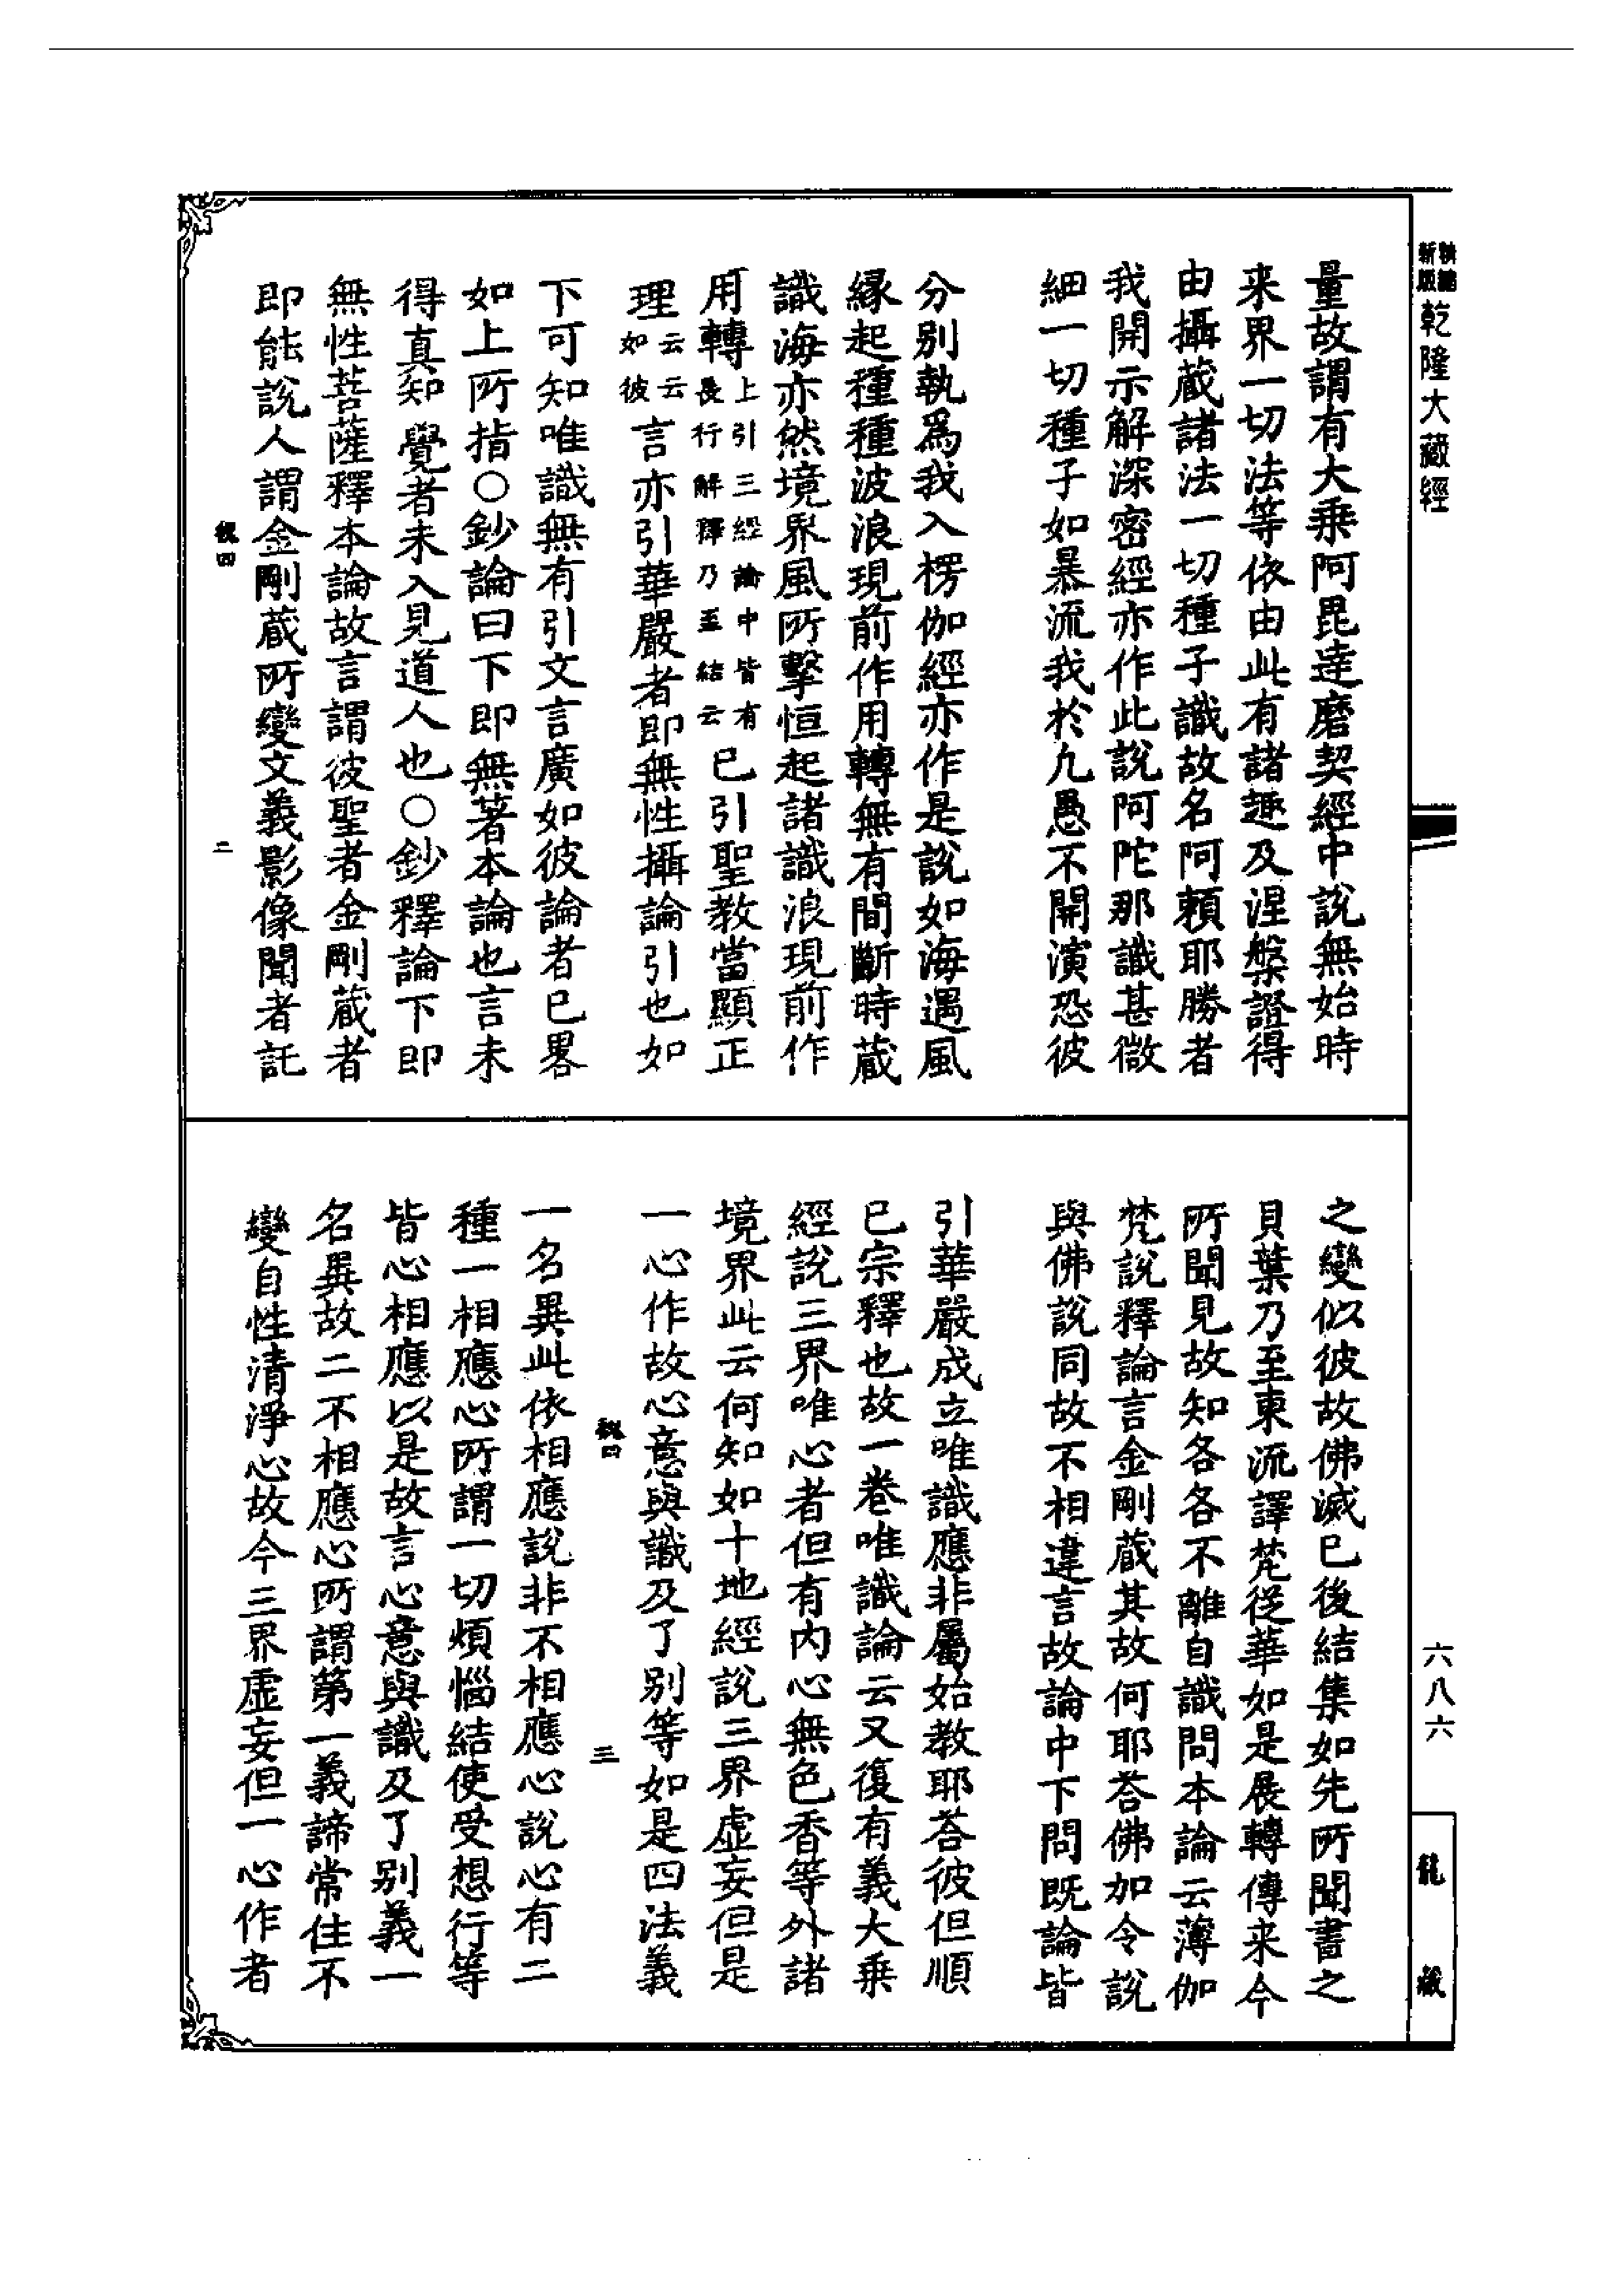 量故謂有大乗阿毘逹磨契經中說無始時
来界一切法等依由此有諸趣及涅槃證得
由攝蔵諸法一切種子識故名阿頼耶勝者
我開示解深密經亦作此說阿陀那識甚微
細一切種子如暴流我於凡愚不開演恐彼
分别執爲我入楞伽經亦作是說如海遇風
縁起種種波浪現前作用轉無有間斷時蔵
識海亦然境界風所擊恒起諸識浪現前作
用轉上引三經論中皆有長行解釋乃至結云已引聖教當顯正
理云云如彼言亦引華嚴者即無性攝論引也如
下可知唯識無有引文言廣如彼論者已畧
如上所指○鈔論曰下即無著本論也言未
得真知覺者未入見道人也○鈔釋論下即
無性菩薩釋本論故言謂彼聖者金剛蔵者
即能說人謂金剛蔵所變文義影像聞者託
四
二
之變似彼故佛滅已後結集如先所聞書之
貝葉乃至東流譯梵從華如是展轉傳来今
所聞見故知各各不離自識問本論云薄伽
梵說釋論言金剛蔵其故何耶荅佛加令說
與佛說同故不相違言故論中下問既論皆
引華嚴成立唯識應非屬始教耶荅彼但順
已宗釋也故一卷唯識論云又復有義大乗
經說三界唯心者但有内心無色香等外諸
境界此云何知如十地經說三界虚妄但是
一心作故心意與識及了别等如是四法義
四
三
一名異此依相應說非不相應心說心有二
種一相應心所謂一切煩惱結使受想行等
皆心相應以是故言心意與識及了别義一
名異故二不相應心所謂第一義諦常住不
變自性清淨心故今三界虚妄但一心作者
新版
乾隆大藏經
六八六
龍
藏